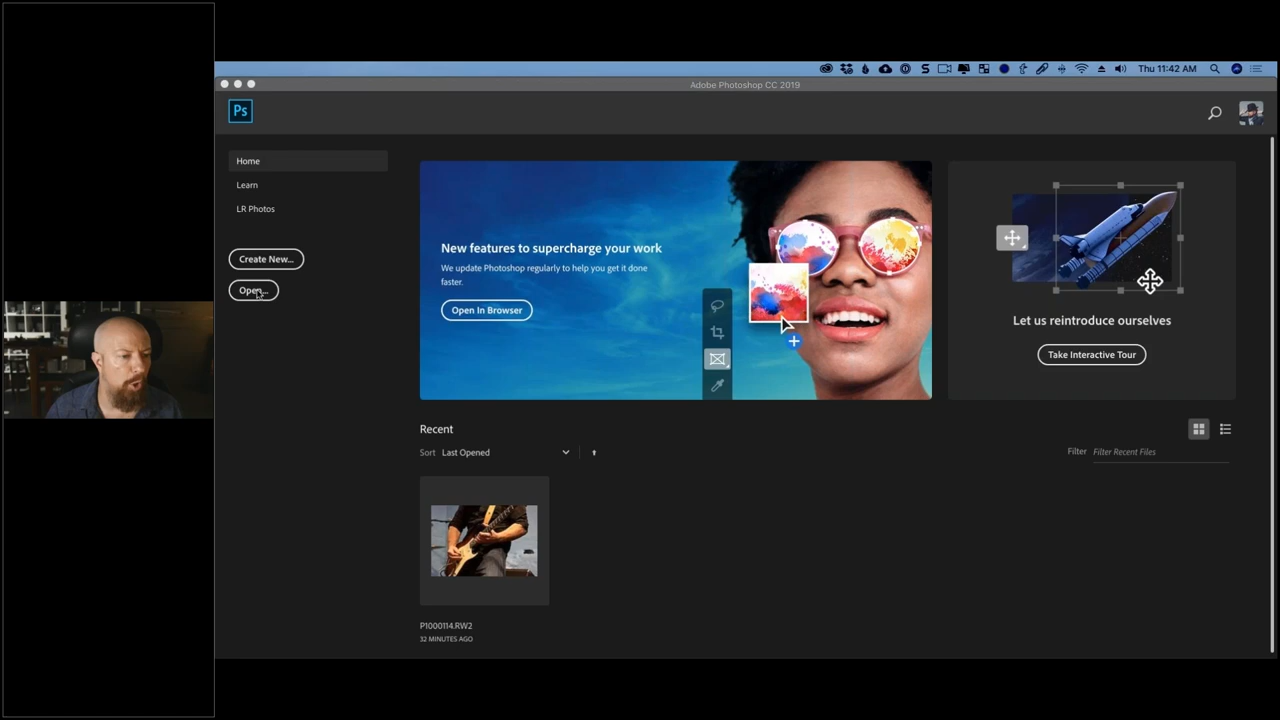 Thu 11:42 AM
Adobe Photoshop CC 2019
Ps
Home
Learn
LR Photos
Create New...
Open...
New features to supercharge your work
We update Photoshop regularly to help you get it done
faster.
Open In Browser
Let us reintroduce ourselves
Take Interactive Tour
Recent
Sort Last Opened
Filter Filter Recent Files
P1000114.RW2
32 MINUTES AGO